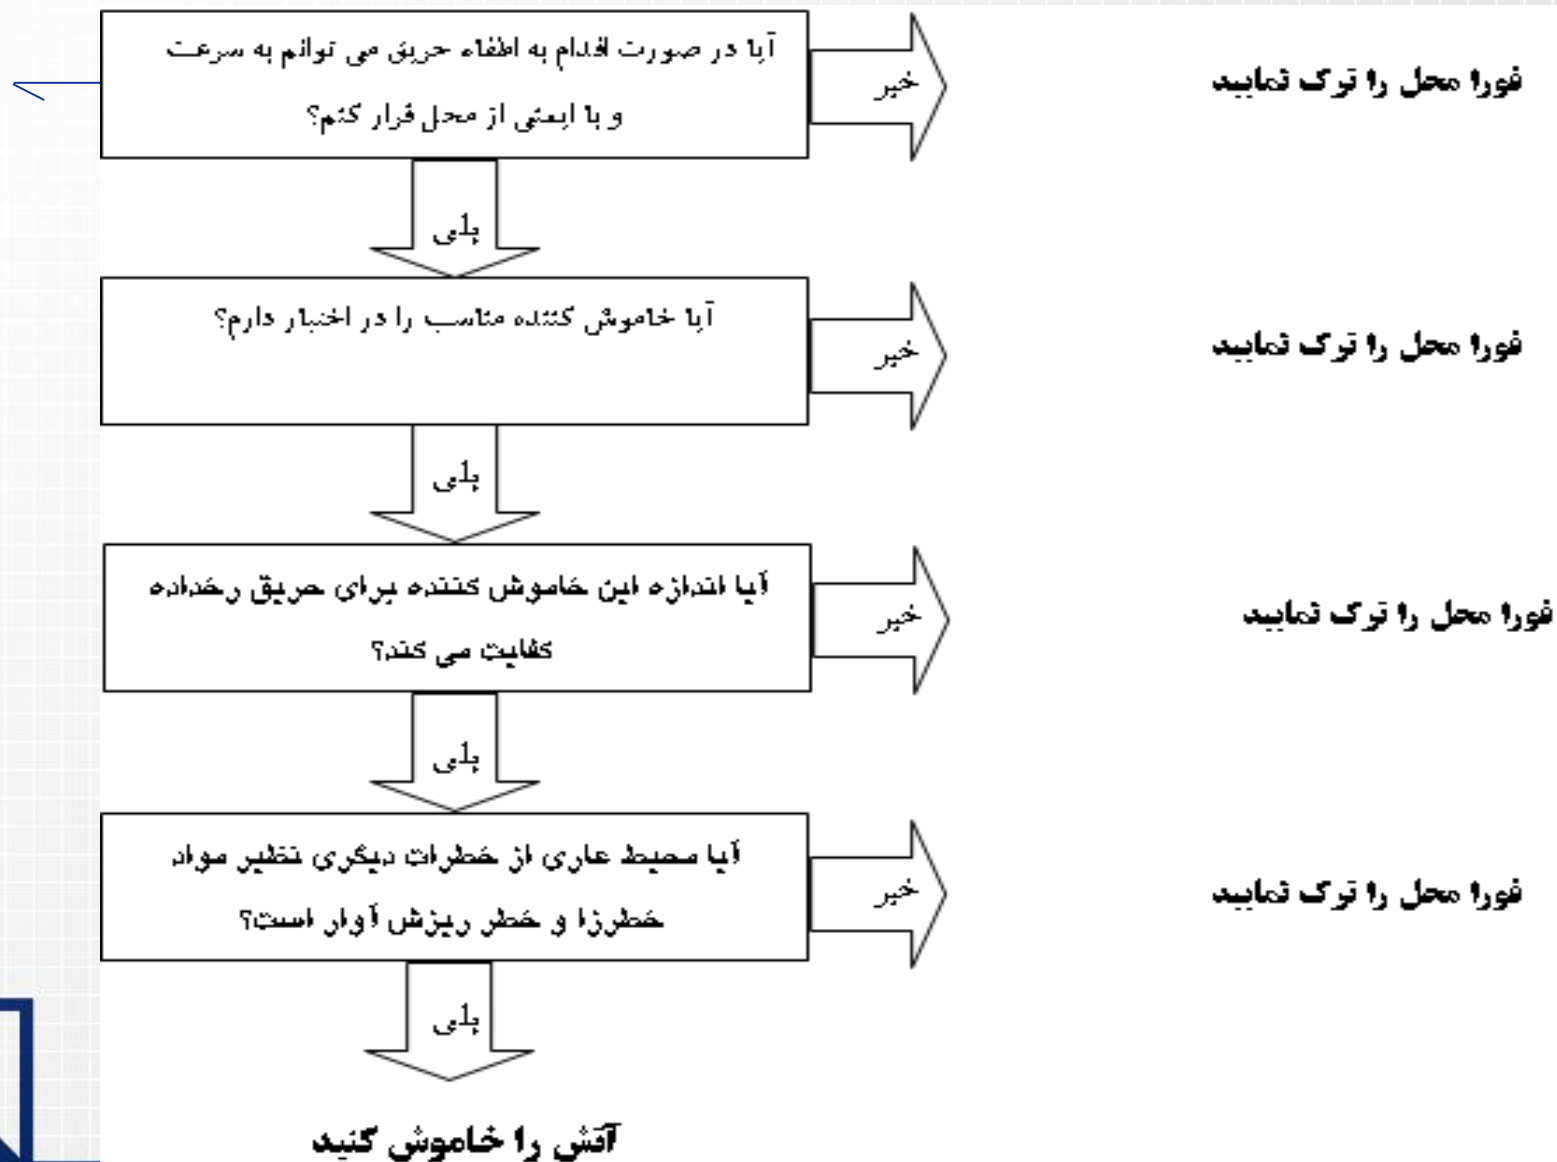 آیا در صورت اقدام به اطفاء حریق می توانم به سرعت
و با ایمنی از محل فرار کنم؟
خیر
فورا محل را ترک نمایید
بلی
آیا خاموش کننده مناسب را در اختیار دارم؟
خیر
فورا محل را ترک نمایید
بلی
آیا اندازه این خاموش کننده برای حریق رخداده
کفایت می کند؟
خیر
فورا محل را ترک نمایید
بلی
آیا محیط عاری از خطرات دیگری نظیر مواد
خطرزا و خطر ریزش آوار است؟
خیر
فورا محل را ترک نمایید
بلی
آتش را خاموش کنید